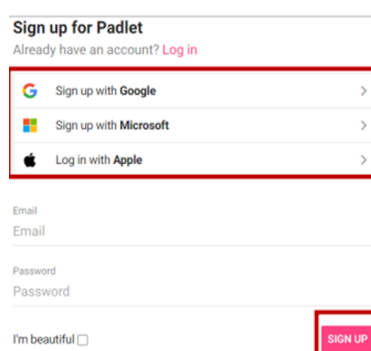 Sign up for Padlet
Already have an account? Log in
Sign up with Google
Sign up with Microsoft
Log in with Apple
Email
Email
Password
Password
I'm beautiful
SIGN UP